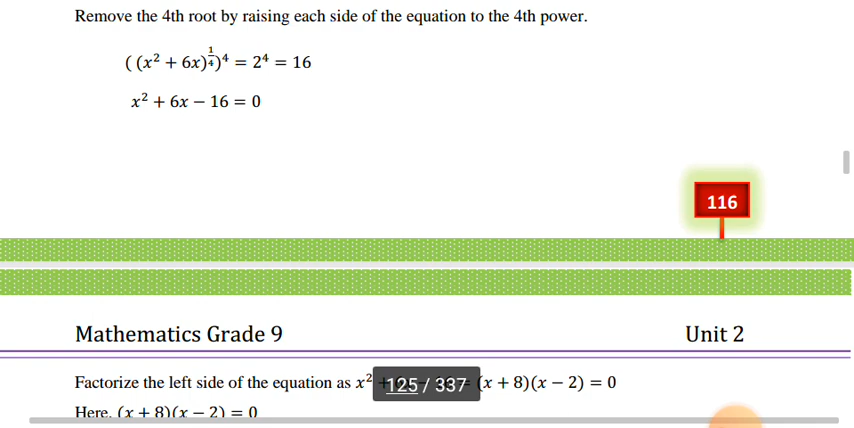 Remove the 4th root by raising each side of the equation to the 4th power.
( (x² + 6x)^{1/4})⁴ = 2⁴ = 16
x² + 6x − 16 = 0
116
Mathematics Grade 9 Unit 2
Factorize the left side of the equation as x² (x + 8)(x − 2) = 0
125 / 337
Here, (x + 8)(x − 2) = 0